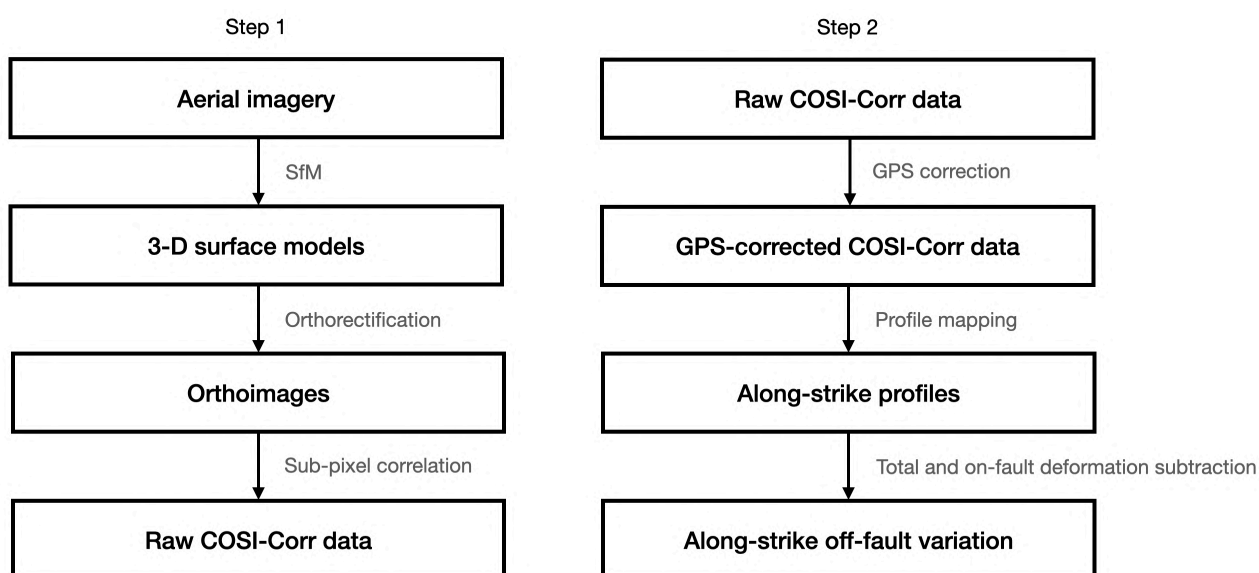 Step 1
Aerial imagery
SfM
3-D surface models
Orthorectification
Orthoimages
Sub-pixel correlation
Raw COSI-Corr data
Step 2
Raw COSI-Corr data
GPS correction
GPS-corrected COSI-Corr data
Profile mapping
Along-strike profiles
Total and on-fault deformation subtraction
Along-strike off-fault variation